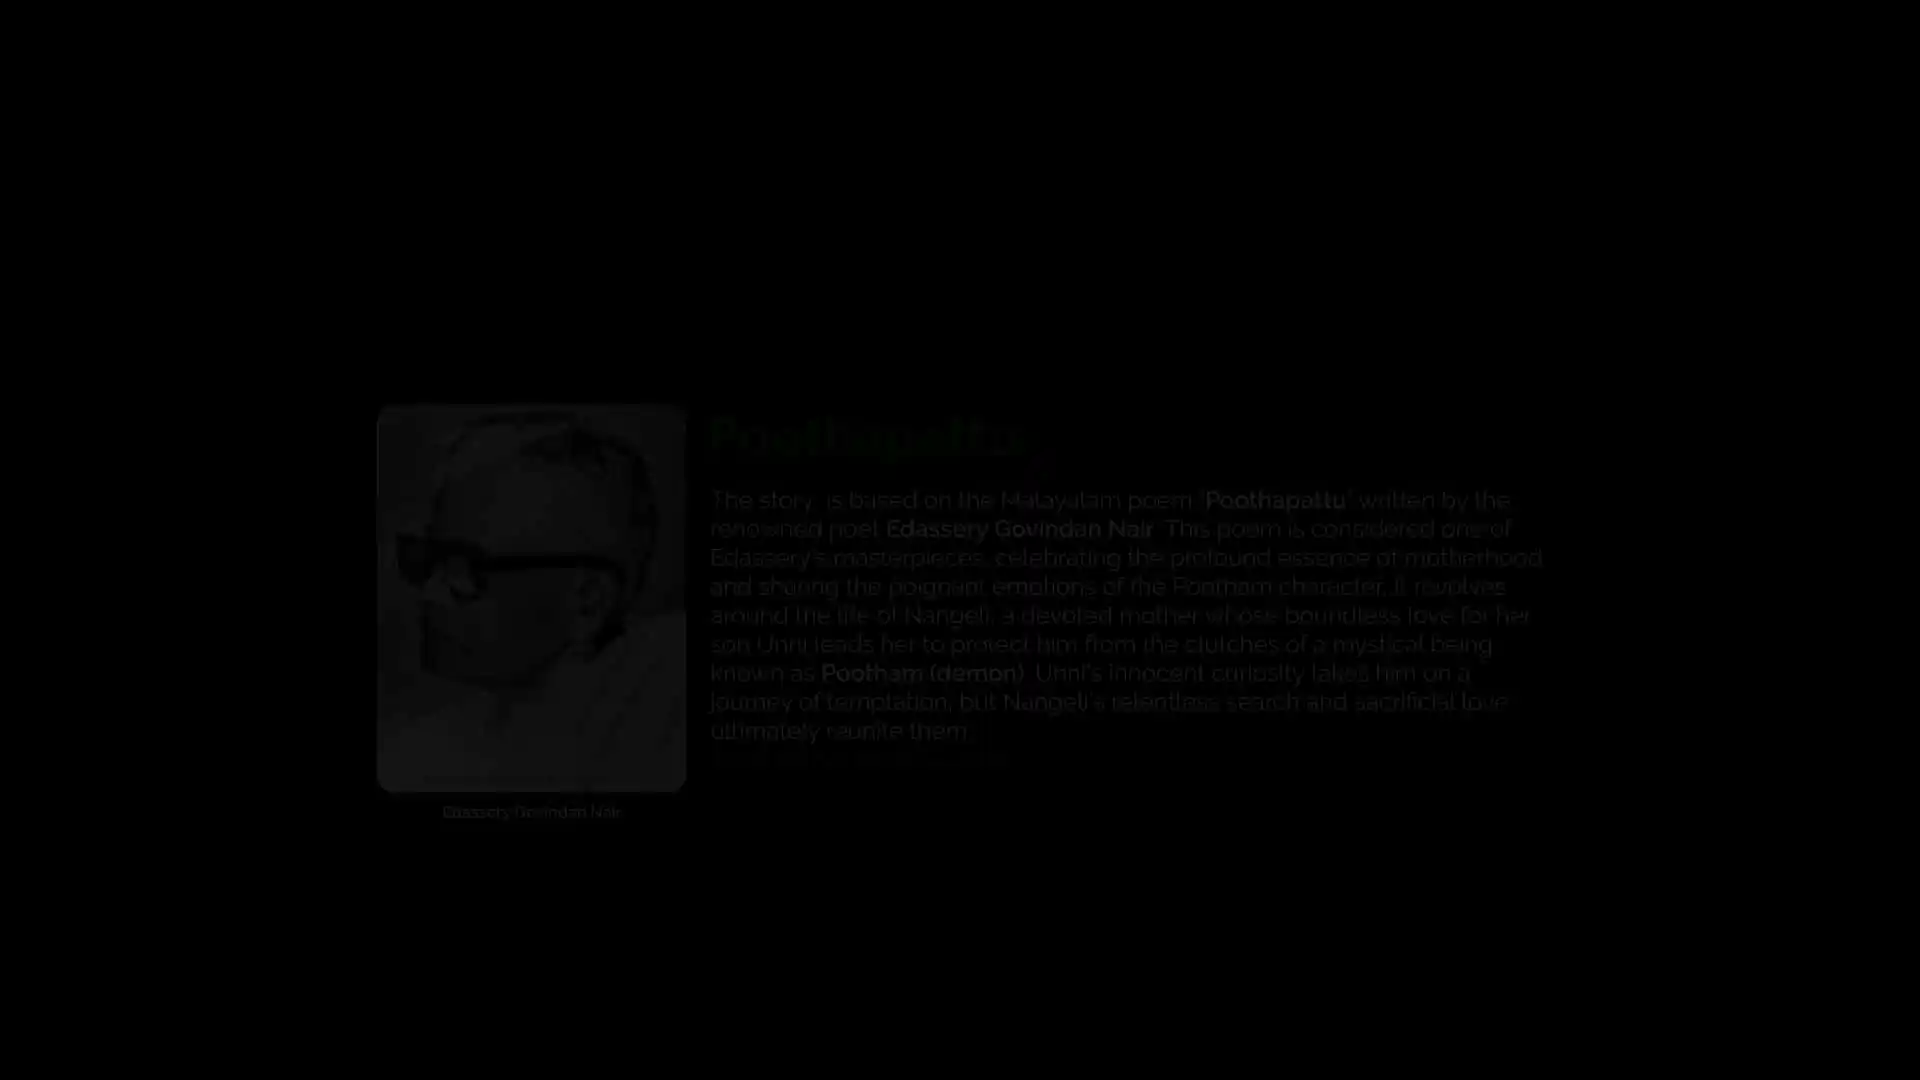 Poothapattu
The story is based on the Malayalam poem 'Poothapattu' written by the
renowned poet Edassery Govindan Nair. This poem is considered one of
Edassery's masterpieces, celebrating the profound essence of motherhood
and sharing the poignant emotions of the Pootham character. It revolves
around the life of Nangeli, a devoted mother whose boundless love for her
son Unni leads her to protect him from the clutches of a mystical being
known as Pootham (demon). Unni's innocent curiosity takes him on a
journey of temptation, but Nangeli's relentless search and sacrificial love
ultimately reunite them.
Edassery Govindan Nair